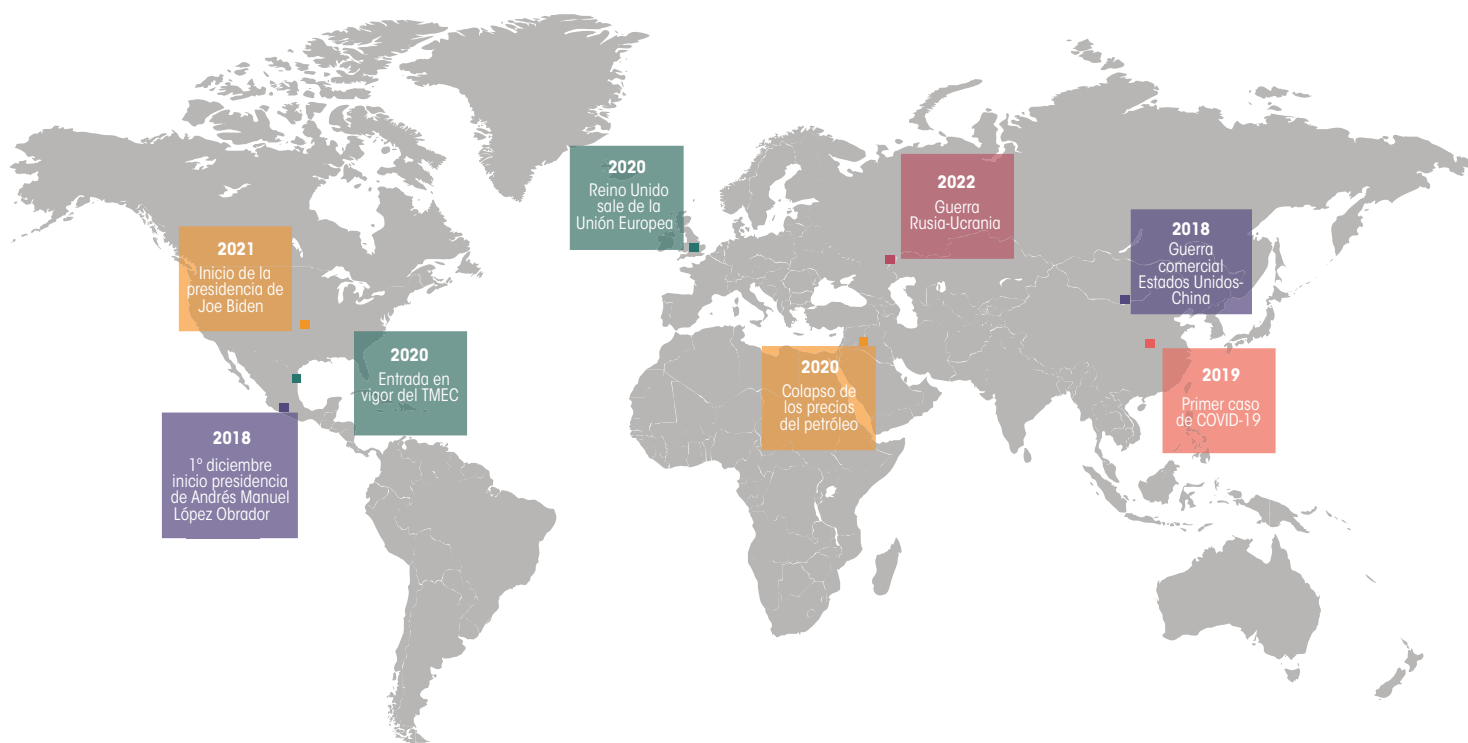 2020
Reino Unido
sale de la
Unión Europea
2022
Guerra
Rusia-Ucrania
2018
Guerra
comercial
Estados Unidos-
China
2021
Inicio de la
presidencia de
Joe Biden
2020
Entrada en
vigor del TMEC
2020
Colapso de
los precios
del petróleo
2019
Primer caso
de COVID-19
2018
1º diciembre
inicio presidencia
de Andrés Manuel
López Obrador